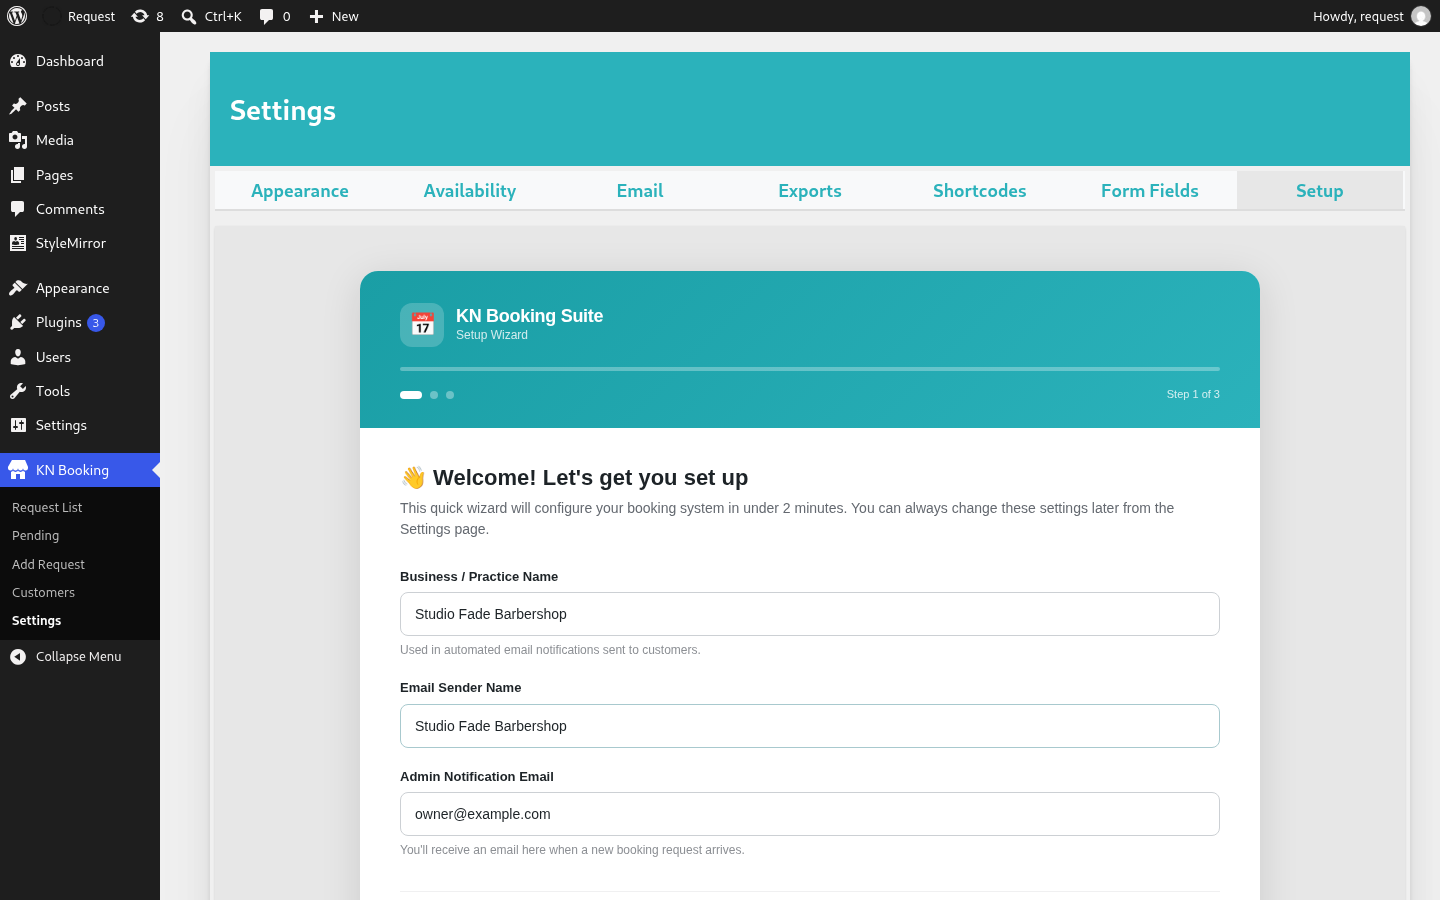 Request
8
Ctrl+K
0
New
Howdy, request
Dashboard
Posts
Media
Pages
Comments
StyleMirror
Appearance
Plugins 3
Users
Tools
Settings
KN Booking
Request List
Pending
Add Request
Customers
Settings
Collapse Menu
Settings
Appearance
Availability
Email
Exports
Shortcodes
Form Fields
Setup
July
17
KN Booking Suite
Setup Wizard
Step 1 of 3
👋 Welcome! Let's get you set up
This quick wizard will configure your booking system in under 2 minutes. You can always change these settings later from the
Settings page.
Business / Practice Name
Studio Fade Barbershop
Used in automated email notifications sent to customers.
Email Sender Name
Studio Fade Barbershop
Admin Notification Email
owner@example.com
You'll receive an email here when a new booking request arrives.